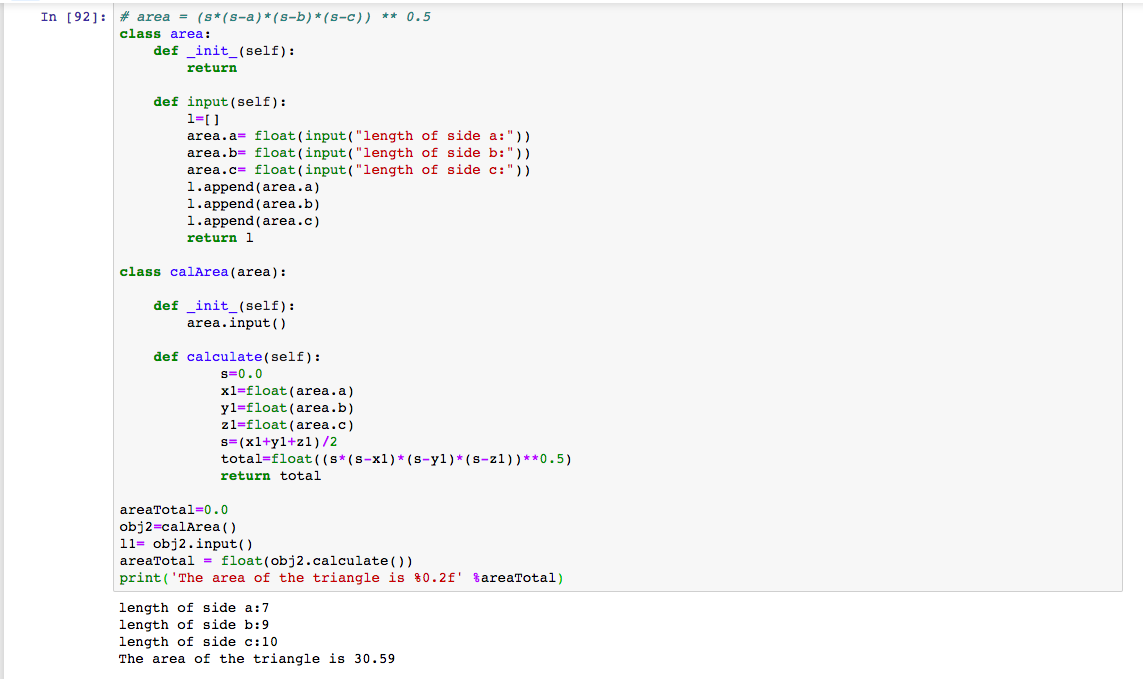 In [92]: # area = (s*(s-a)*(s-b)*(s-c)) ** 0.5
class area:
    def _init_(self):
        return

    def input(self):
        l=[]
        area.a= float(input("length of side a:"))
        area.b= float(input("length of side b:"))
        area.c= float(input("length of side c:"))
        l.append(area.a)
        l.append(area.b)
        l.append(area.c)
        return l

class calArea(area):

    def _init_(self):
        area.input()

    def calculate(self):
            s=0.0
            x1=float(area.a)
            y1=float(area.b)
            z1=float(area.c)
            s=(x1+y1+z1)/2
            total=float((s*(s-x1)*(s-y1)*(s-z1))**0.5)
            return total

areaTotal=0.0
obj2=calArea()
l1= obj2.input()
areaTotal = float(obj2.calculate())
print('The area of the triangle is %0.2f' %areaTotal)
length of side a:7
length of side b:9
length of side c:10
The area of the triangle is 30.59